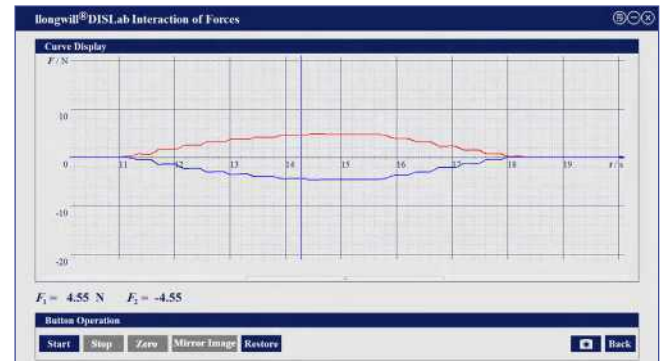 llongwill®DISLab Interaction of Forces
Curve Display
F/N
10
0
11 12 13 14 15 16 17 18 19 t/s
-10
-20
F₁ = 4.55 N F₂ = -4.55
Button Operation
Start Stop Zero Mirror Image Restore Back